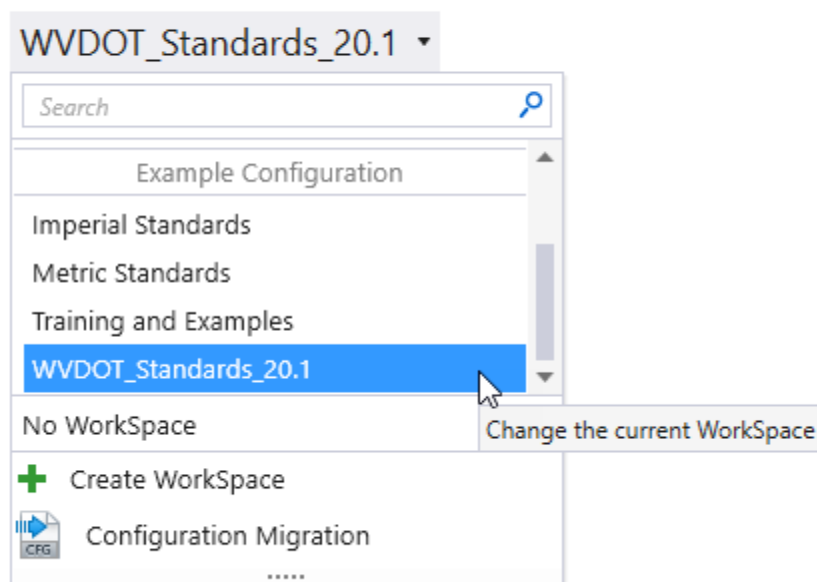 WVDOT_Standards_20.1
Search
Example Configuration
Imperial Standards
Metric Standards
Training and Examples
WVDOT_Standards_20.1
No WorkSpace
Change the current WorkSpace
Create WorkSpace
CFG
Configuration Migration